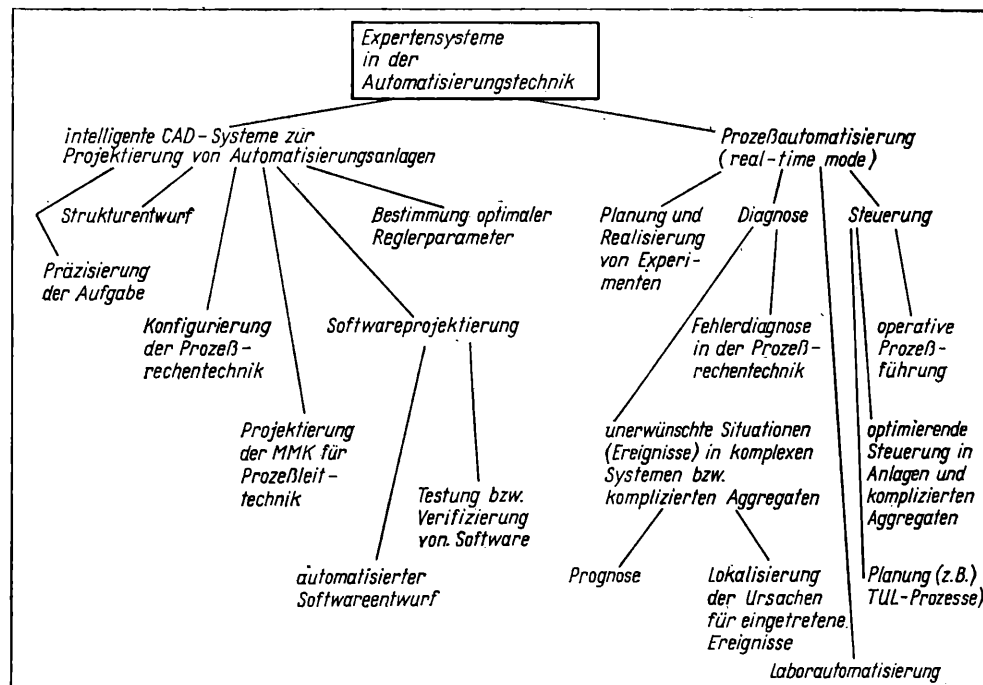 Expertensysteme
in der
Automatisierungstechnik
intelligente CAD-Systeme zur
Projektierung von Automatisierungsanlagen
Prozeßautomatisierung
(real-time mode)
Strukturentwurf
Bestimmung optimaler
Reglerparameter
Planung und
Realisierung
von Experi-
menten
Diagnose
Steuerung
Präzisierung
der Aufgabe
Konfigurierung
der Prozeß-
rechentechnik
Softwareprojektierung
Fehlerdiagnose
in der Prozeß-
rechentechnik
operative
Prozeß-
führung
Projektierung
der MMK für
Prozeßleit-
technik
Testung bzw.
Verifizierung
von. Software
unerwünschte Situationen
(Ereignisse) in komplexen
Systemen bzw.
komplizierten Aggregaten
optimierende
Steuerung in
Anlagen und
komplizierten
Aggregaten
automatisierter
Softwareentwurf
Prognose
Lokalisierung
der Ursachen
für eingetretene
Ereignisse
Planung (z.B.)
TUL-Prozesse)
Laborautomatisierung